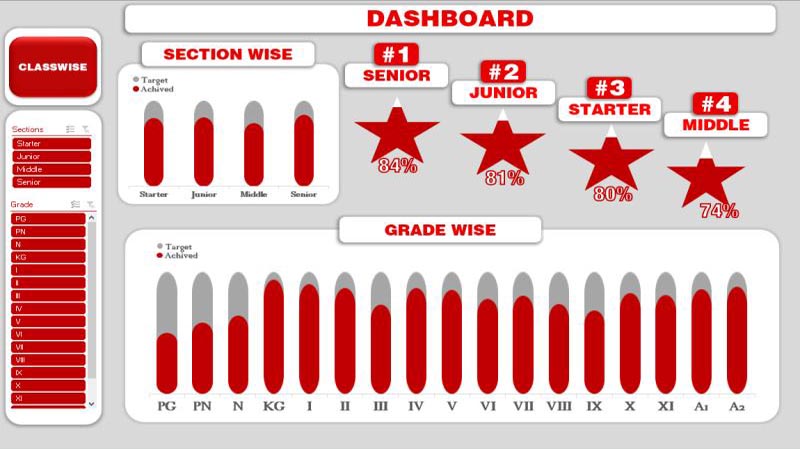 DASHBOARD
CLASSWISE
Sections
Starter
Junior
Middle
Senior
Grade
PG
PN
N
KG
I
II
III
IV
V
VI
VII
VIII
IX
X
XI
SECTION WISE
Target
Achived
Starter Junior Middle Senior
#1
SENIOR
84%
#2
JUNIOR
81%
#3
STARTER
80%
#4
MIDDLE
74%
GRADE WISE
Target
Achived
PG PN N KG I II III IV V VI VII VIII IX X XI A1 A2